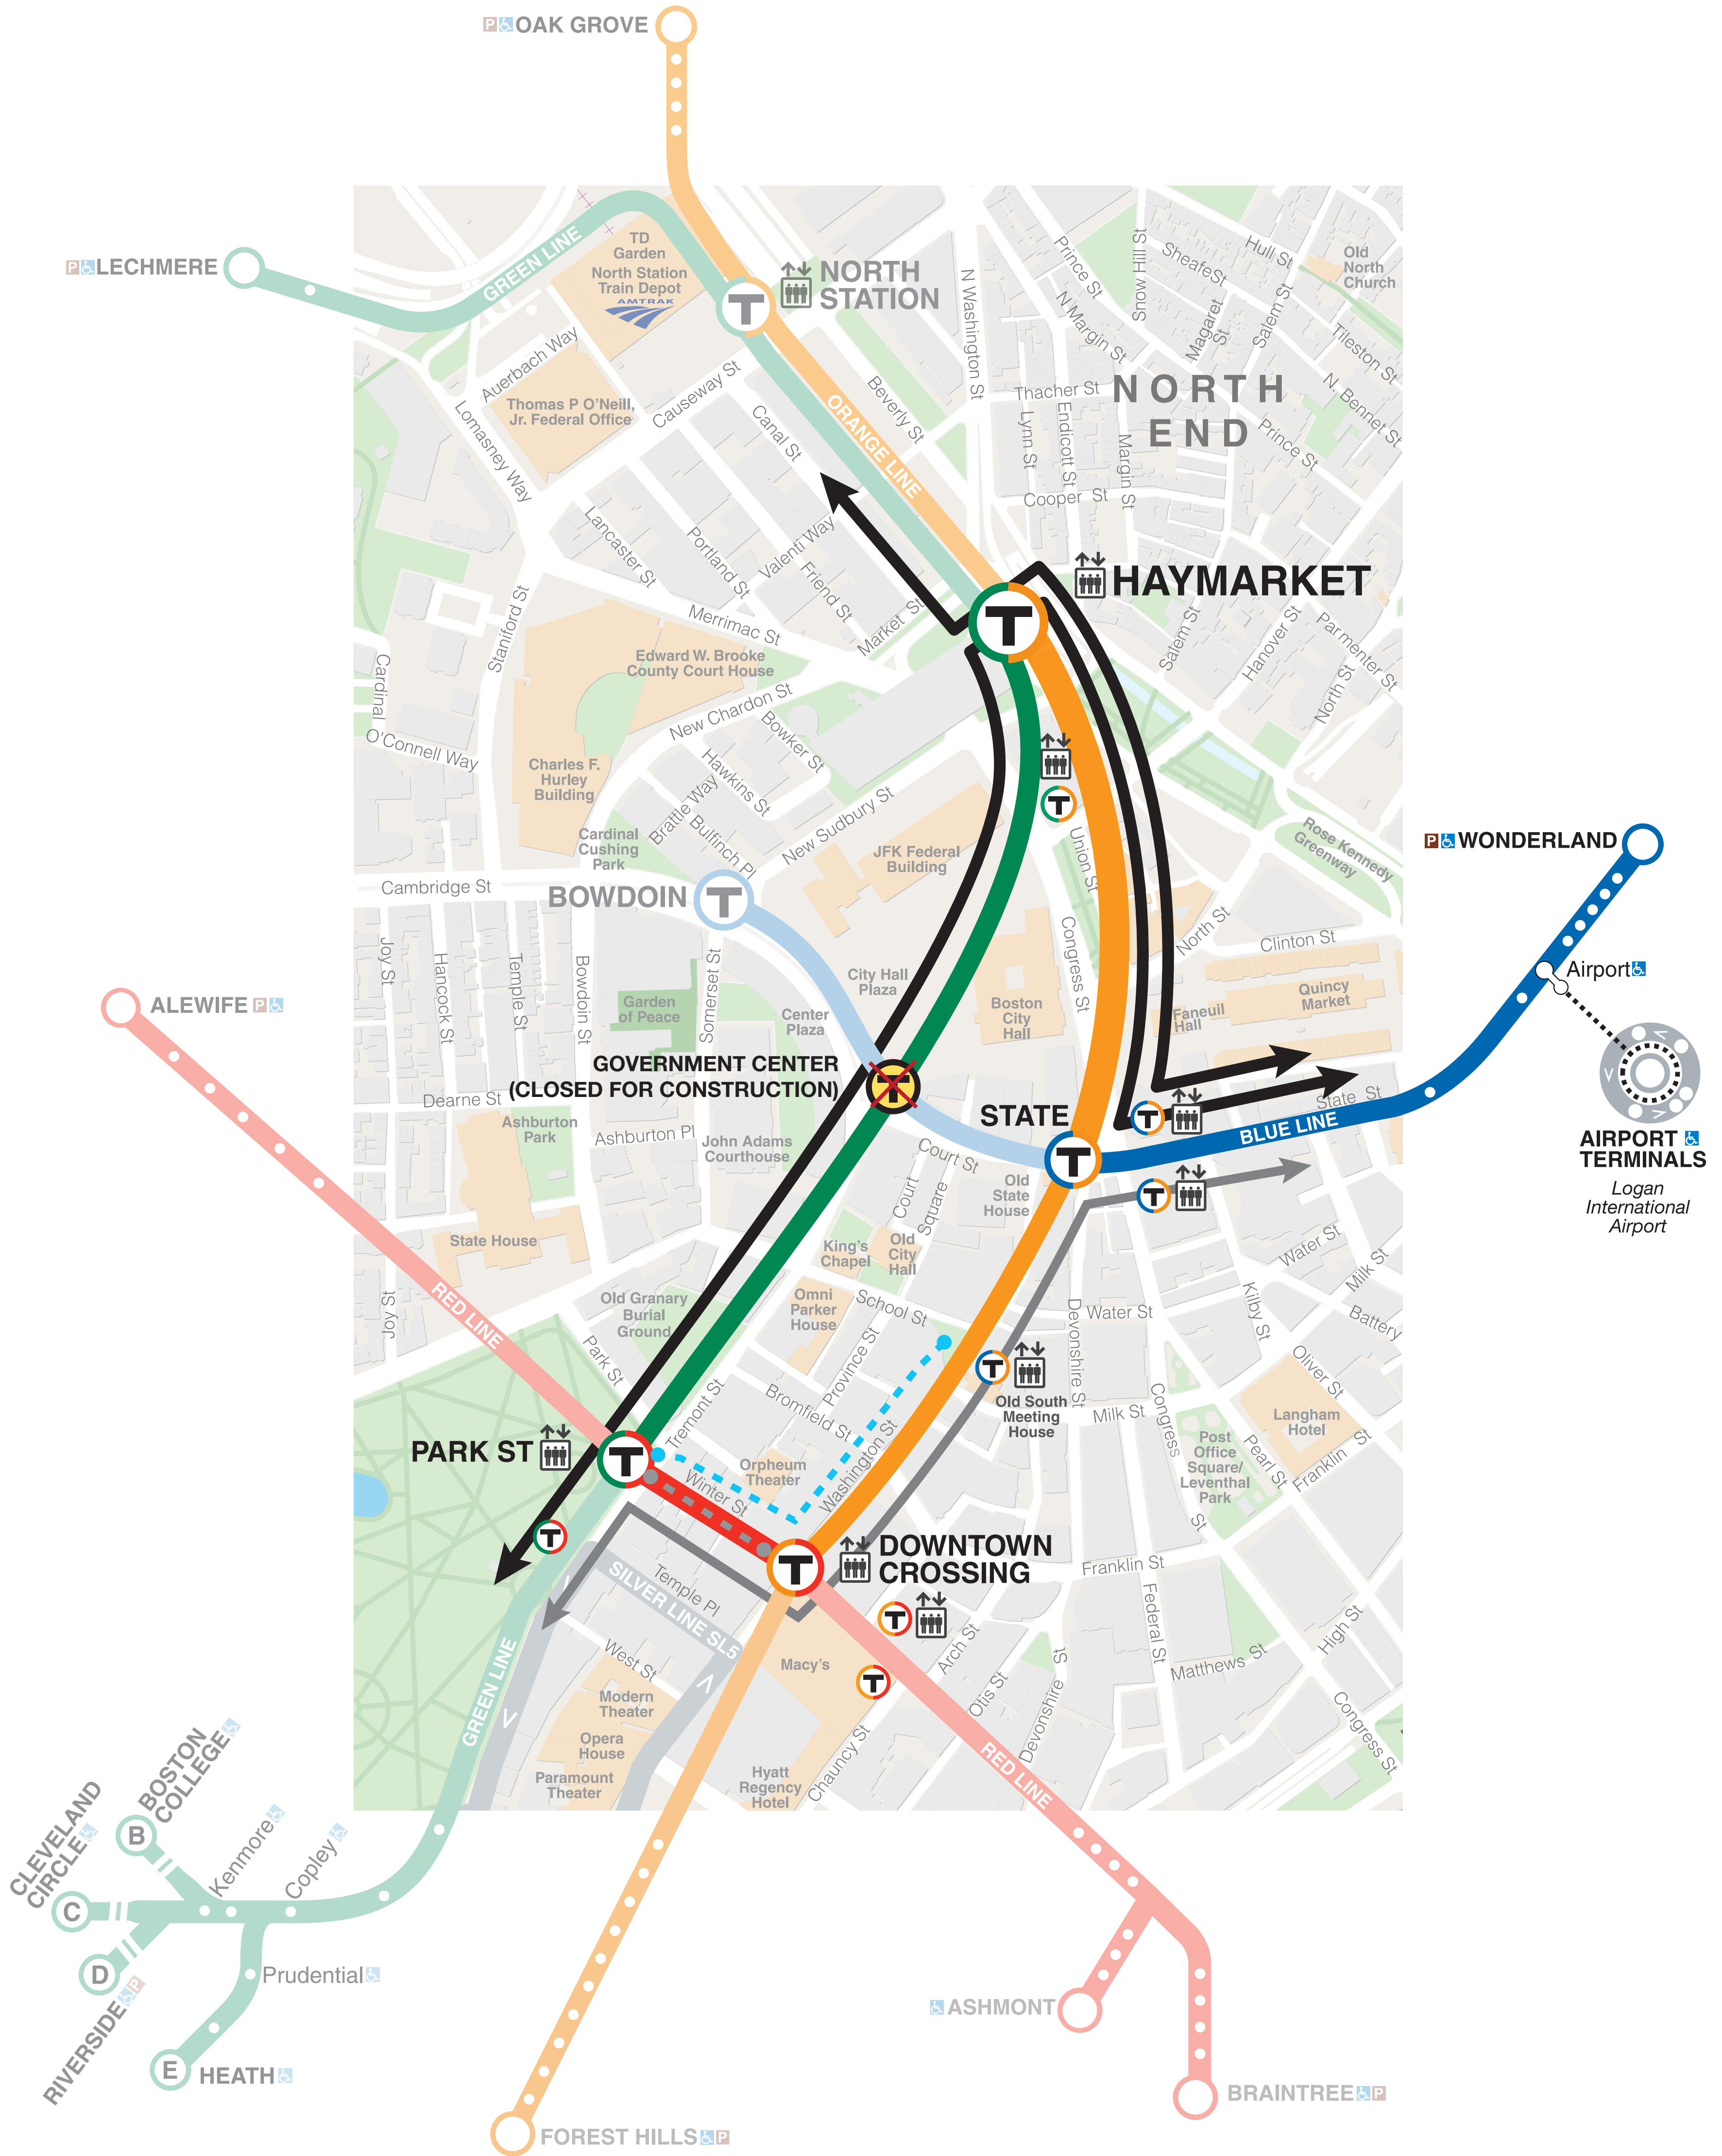 P OAK GROVE
P LECHMERE
GREEN LINE
TD
Garden
North Station
Train Depot
AMTRAK
T
NORTH
STATION
ORANGE LINE
Auerbach Way
Thomas P O'Neill,
Jr. Federal Office
Causeway St
Canal St
Beverly St
N Washington St
Lomasney Way
Lancaster St
Portland St
Valenti Way
Friend St
Market St
Merrimac St
Staniford St
Prince St
Snow Hill St
Sheafe St
Hull St
Old
North
Church
N Margin St
Magaret
St
Salem St
Tileston St
N Bennet St
Thacher St
NORTH
END
Prince St
Lynn St
Endicott St
Margin St
Cooper St
T
HAYMARKET
Salem St
Hanover St
Parmenter St
North St
Cardinal
O'Connell Way
Edward W. Brooke
County Court House
New Chardon St
Bowker St
Hawkins St
Brattle Way
Bulfinch Pl
New Sudbury St
Charles F.
Hurley
Building
Cardinal
Cushing
Park
JFK Federal
Building
T
Union St
Rose Kennedy
Greenway
P WONDERLAND
Cambridge St
BOWDOIN
T
Joy St
Hancock St
Temple St
Bowdoin St
Somerset St
Garden
of Peace
City Hall
Plaza
Center
Plaza
Congress St
North St
Clinton St
Boston
City
Hall
Faneuil
Hall
Quincy
Market
Airport
ALEWIFE P
GOVERNMENT CENTER
(CLOSED FOR CONSTRUCTION)
T
Dearne St
Ashburton
Park
Ashburton Pl
John Adams
Courthouse
STATE
T
T
State St
BLUE LINE
T
AIRPORT
TERMINALS
Logan
International
Airport
Court St
Court
Square
Old
State
House
State House
King's
Chapel
Old
City
Hall
Water St
Milk St
RED LINE
Joy St
Old Granary
Burial
Ground
Omni
Parker
House
School St
Devonshire St
Water St
Kilby St
Battery
Park St
Province St
Bromfield St
T
Old South
Meeting
House
Milk St
Congress
St
Oliver St
Langham
Hotel
PARK ST
T
Tremont St
Winter St
Orpheum
Theater
Washington St
Post
Office
Square/
Leventhal
Park
Pearl St
Franklin St
T
T
DOWNTOWN
CROSSING
Franklin St
Temple Pl
SILVER LINE SL5
T
Arch St
Federal St
High St
West St
Macy's
T
Otis St
Devonshire
St
Matthews St
Modern
Theater
Opera
House
Paramount
Theater
Hyatt
Regency
Hotel
Chauncy St
Congress St
RED LINE
GREEN LINE
BOSTON
COLLEGE
B
CLEVELAND
CIRCLE
C
Kenmore
Copley
D
RIVERSIDE P
Prudential
E
HEATH
ASHMONT
BRAINTREE P
FOREST HILLS P